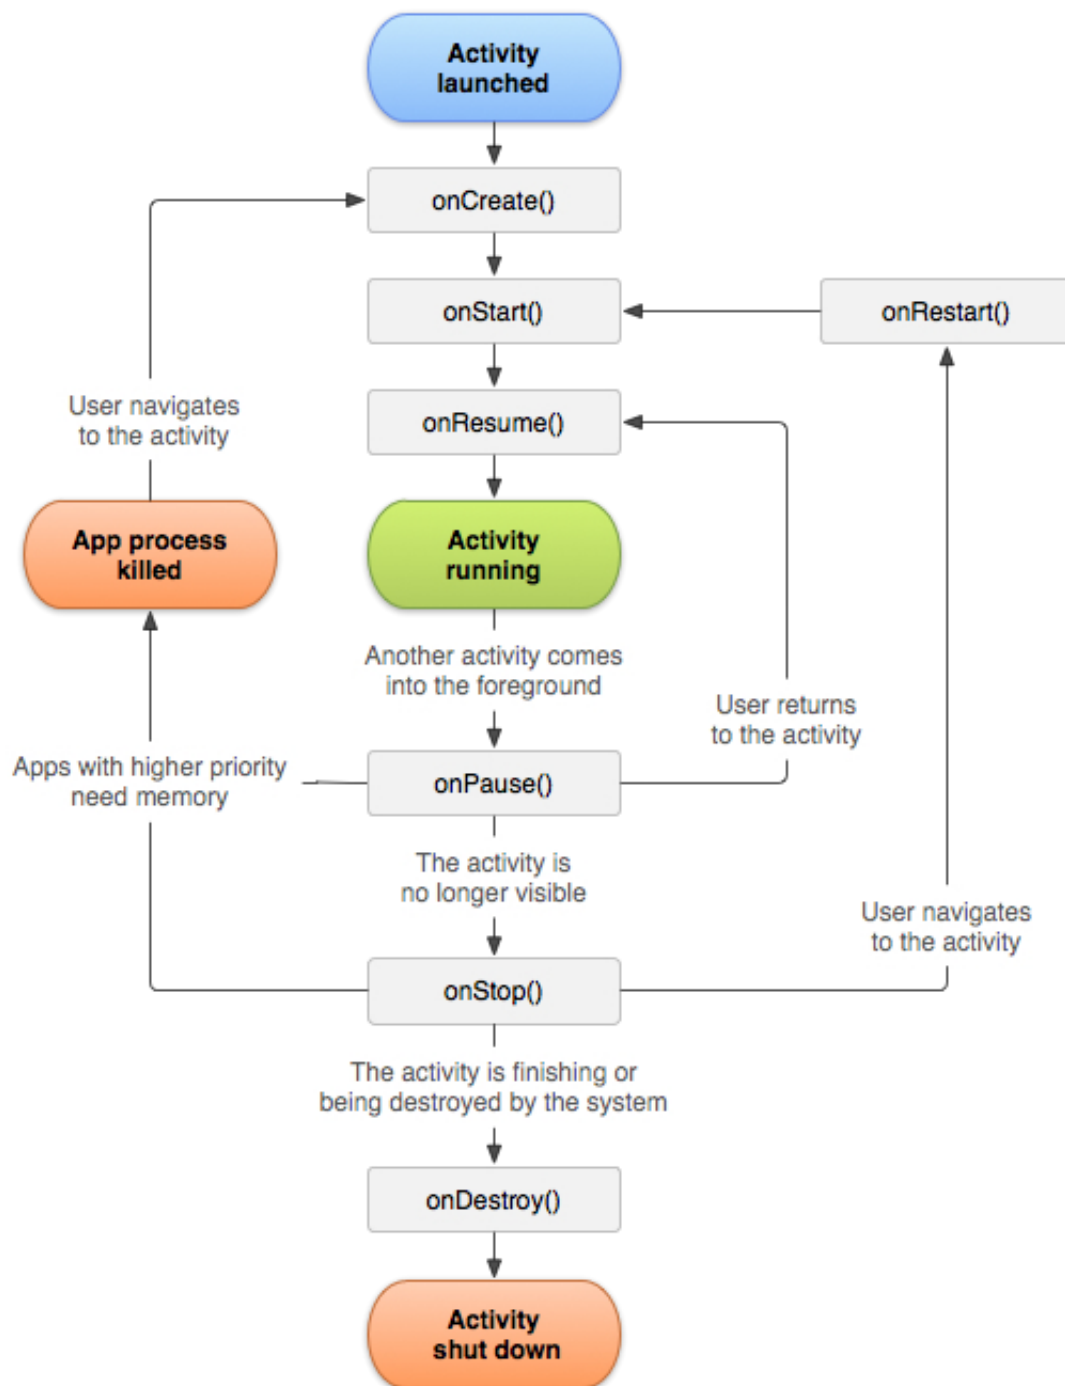 Activity
launched
onCreate()
onStart()
onRestart()
User navigates
to the activity
onResume()
App process
killed
Activity
running
Another activity comes
into the foreground
User returns
to the activity
Apps with higher priority
need memory
onPause()
The activity is
no longer visible
User navigates
to the activity
onStop()
The activity is finishing or
being destroyed by the system
onDestroy()
Activity
shut down